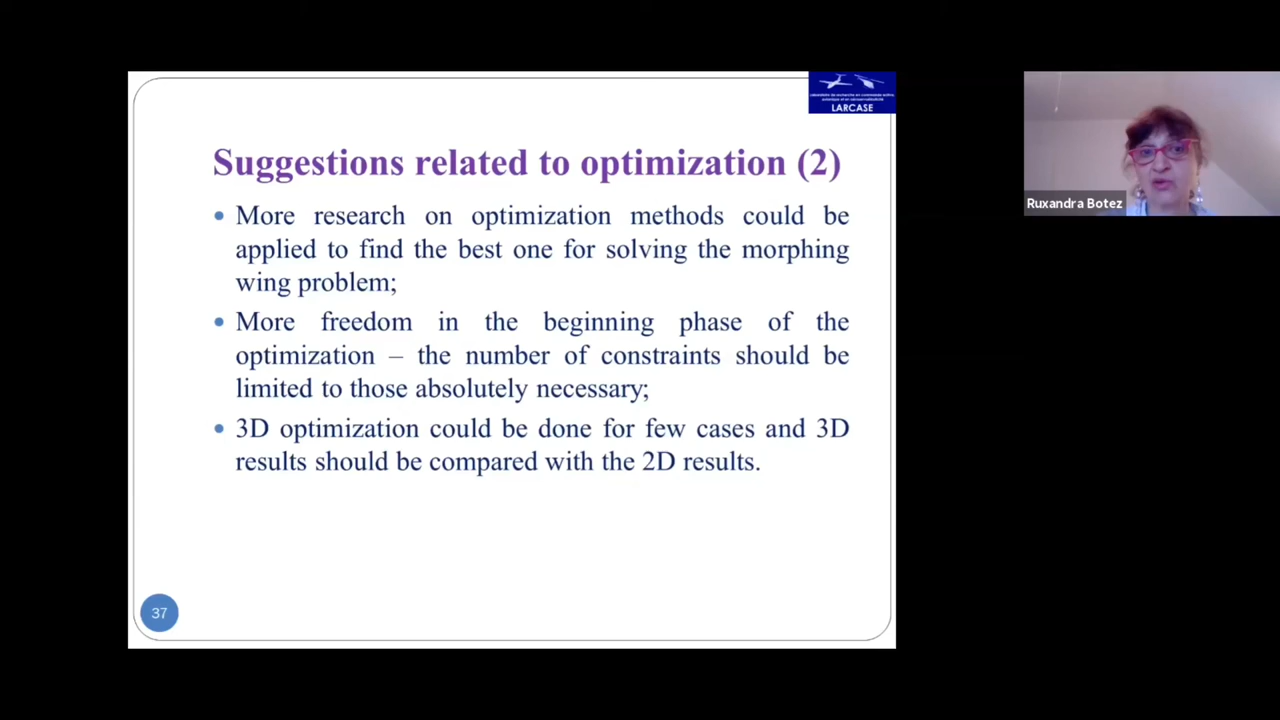 LARCASE
Suggestions related to optimization (2)
• More research on optimization methods could be
applied to find the best one for solving the morphing
wing problem;
• More freedom in the beginning phase of the
optimization – the number of constraints should be
limited to those absolutely necessary;
• 3D optimization could be done for few cases and 3D
results should be compared with the 2D results.
37
Ruxandra Botez